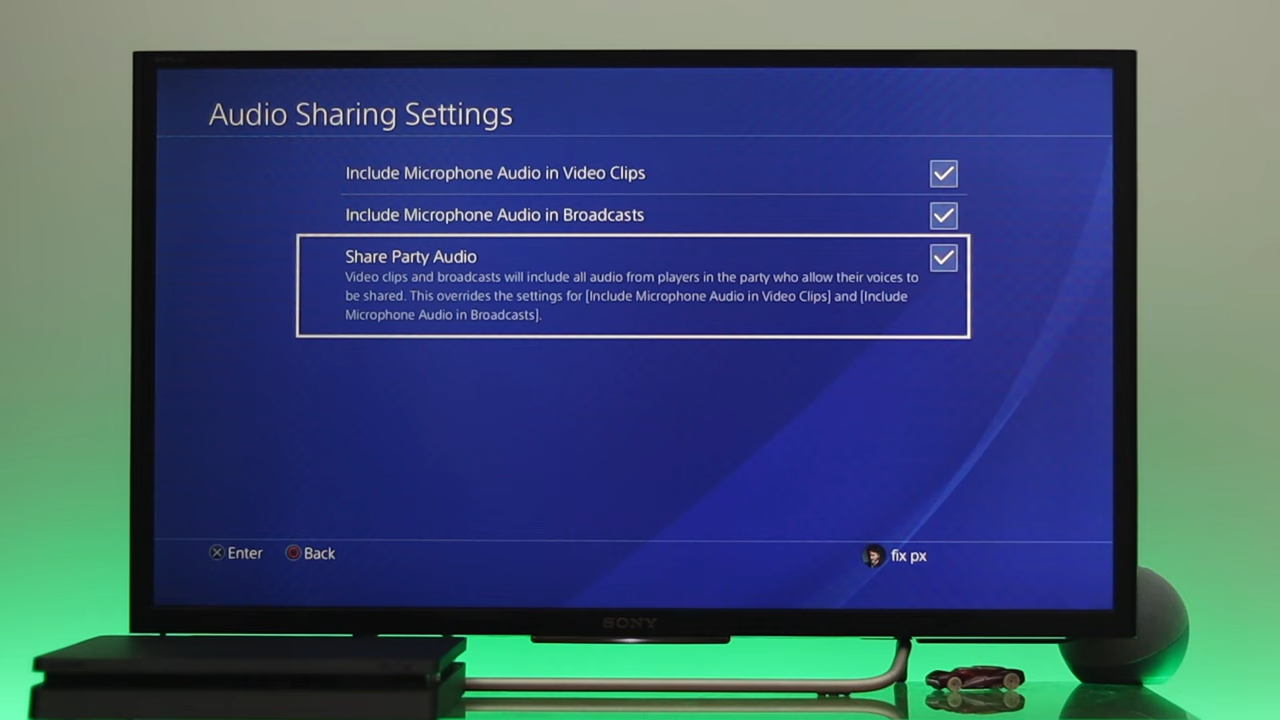 Audio Sharing Settings
Include Microphone Audio in Video Clips
Include Microphone Audio in Broadcasts
Share Party Audio
Video clips and broadcasts will include all audio from players in the party who allow their voices to
be shared. This overrides the settings for [Include Microphone Audio in Video Clips] and [Include
Microphone Audio in Broadcasts].
Enter Back
fix px
SONY